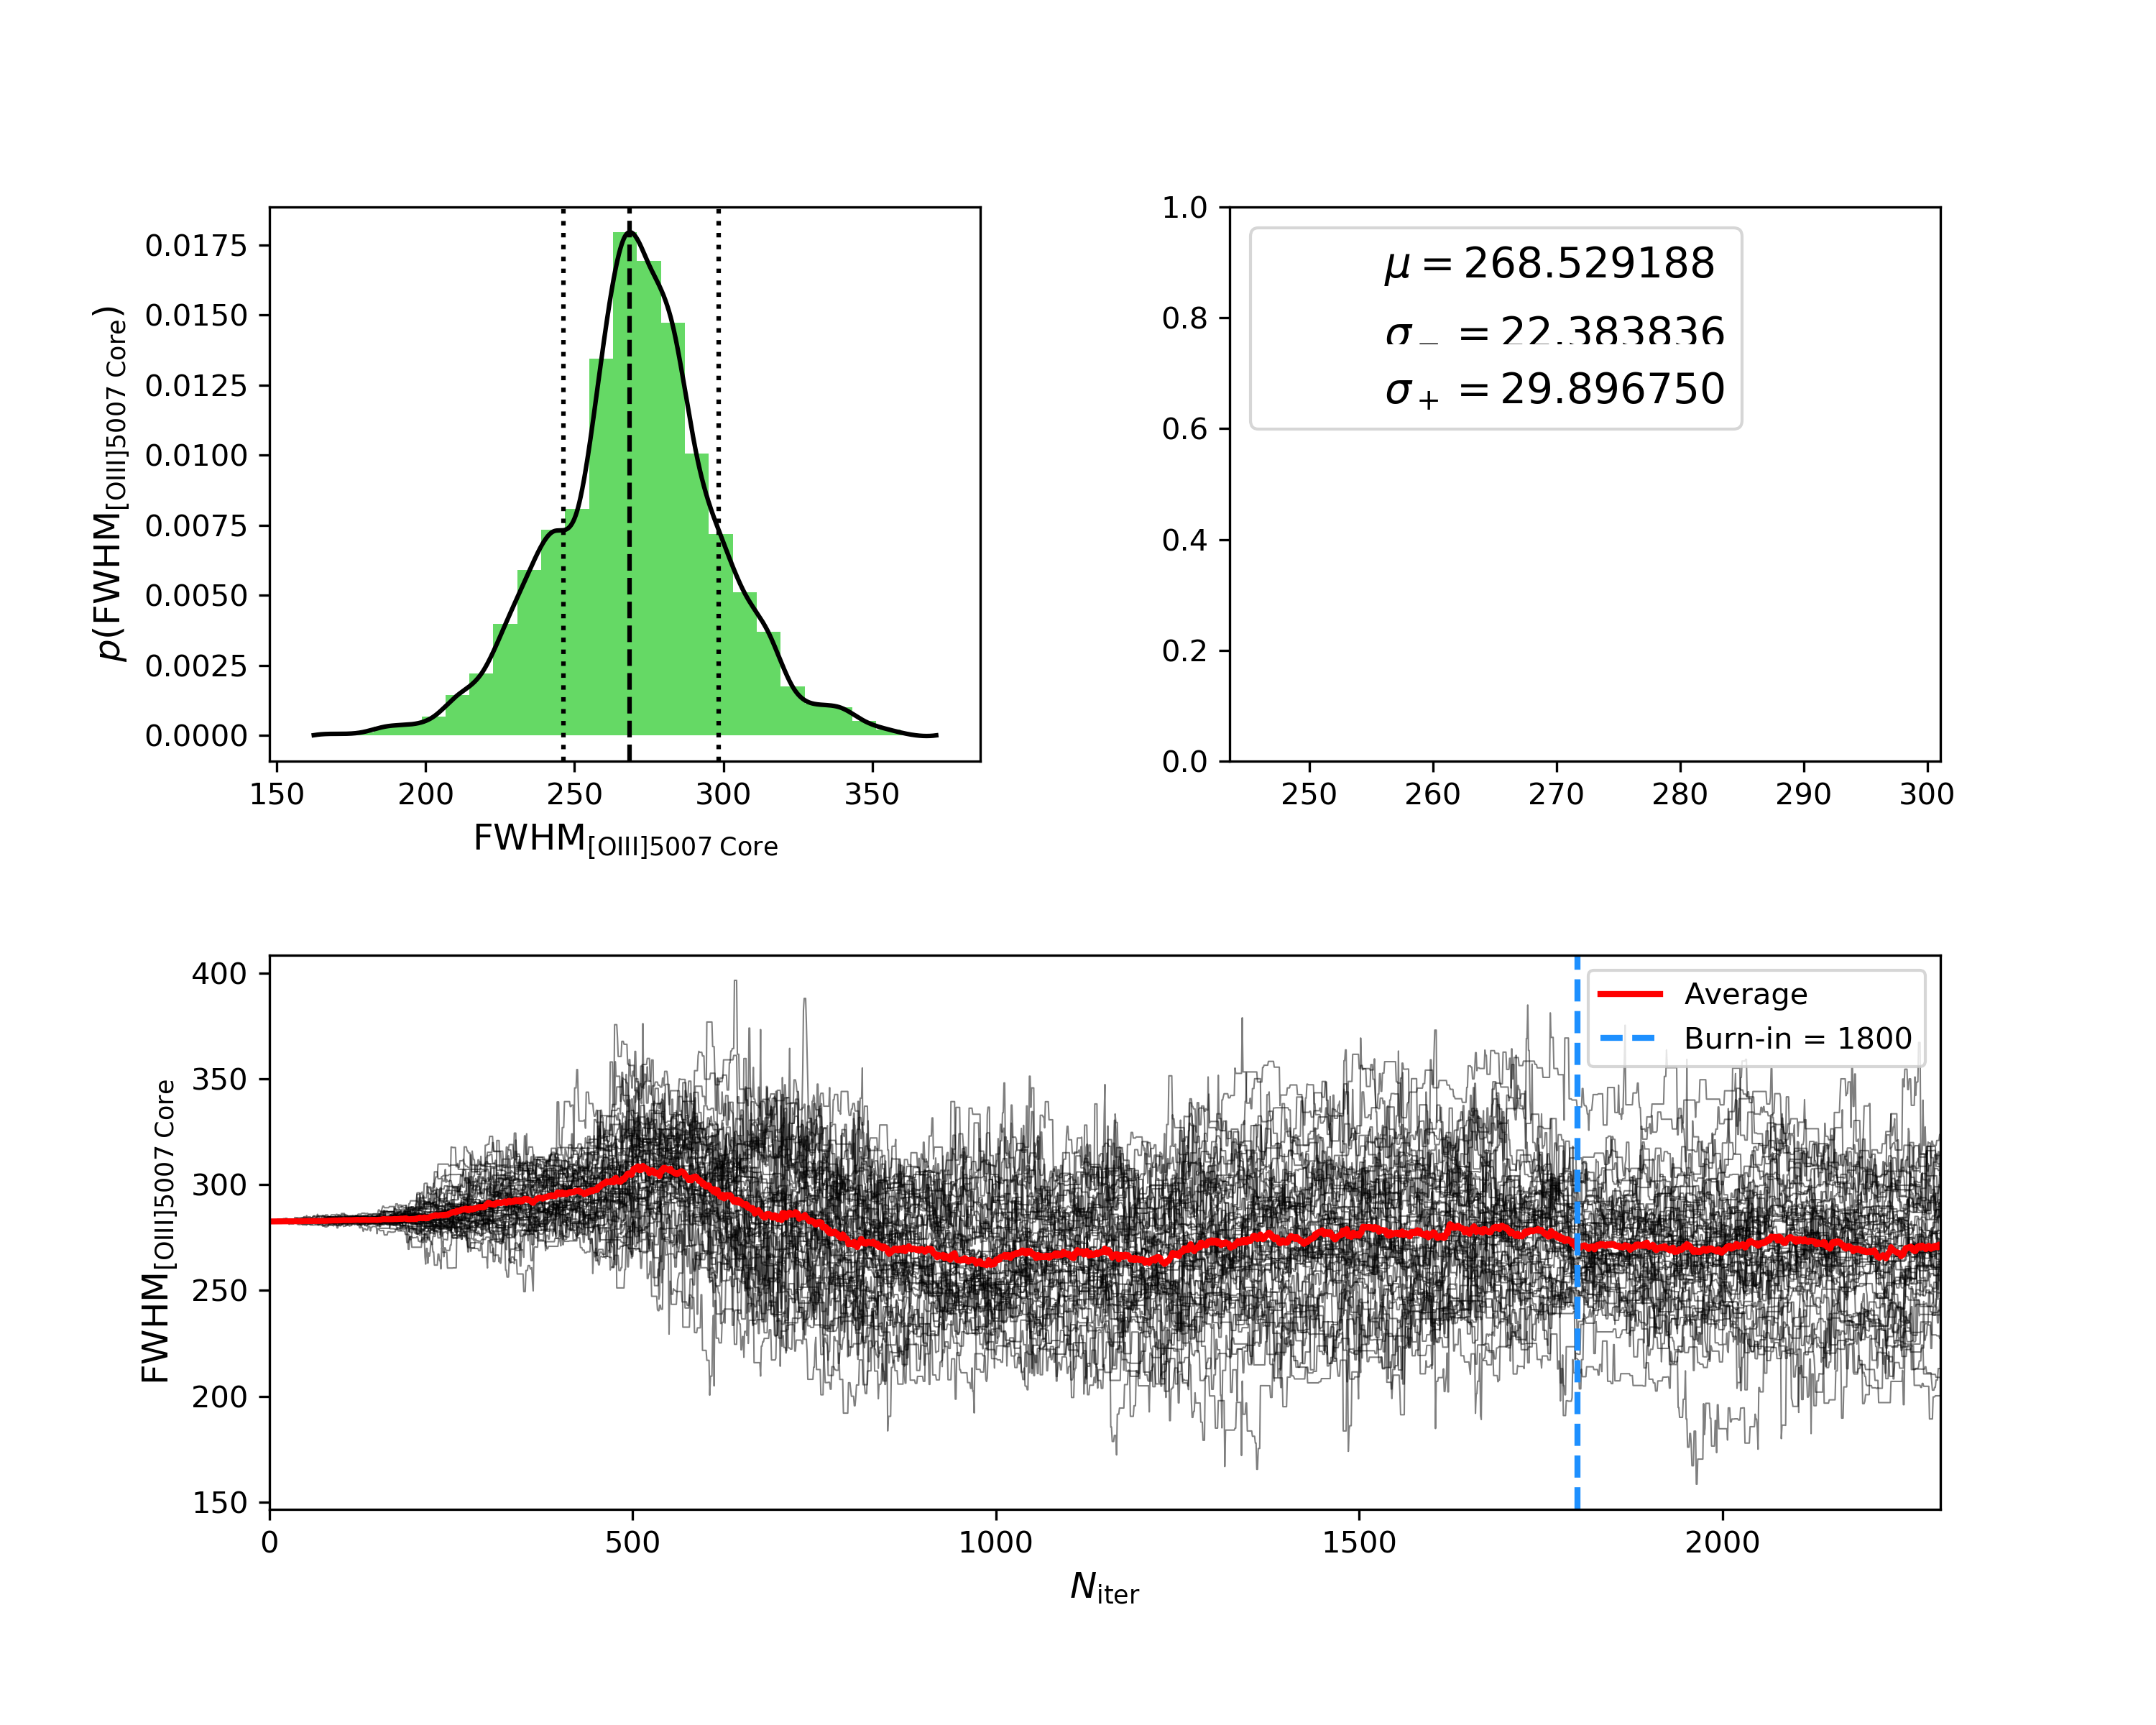 p(FWHM[OIII]5007 Core)
0.0175
0.0150
0.0125
0.0100
0.0075
0.0050
0.0025
0.0000
150 200 250 300 350
FWHM[OIII]5007 Core
1.0
0.8
0.6
0.4
0.2
0.0
μ = 268.529188
σ− = 22.383836
σ+ = 29.896750
250 260 270 280 290 300
FWHM[OIII]5007 Core
400
350
300
250
200
150
Average
Burn-in = 1800
0 500 1000 1500 2000
Niter